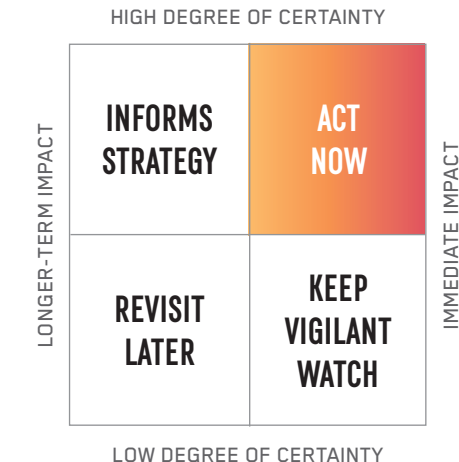 HIGH DEGREE OF CERTAINTY
LONGER-TERM IMPACT
INFORMS
STRATEGY
ACT
NOW
IMMEDIATE IMPACT
REVISIT
LATER
KEEP
VIGILANT
WATCH
LOW DEGREE OF CERTAINTY